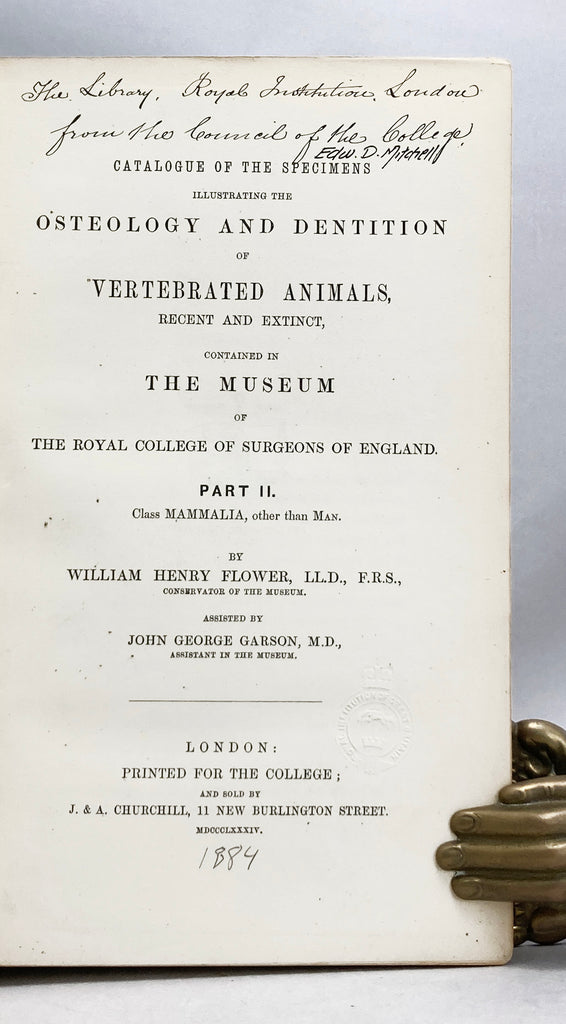 The Library, Royal Institution, London
from the Council of the College,
Edw. D. Mitchell
CATALOGUE OF THE SPECIMENS
ILLUSTRATING THE
OSTEOLOGY AND DENTITION
OF
VERTEBRATED ANIMALS,
RECENT AND EXTINCT,
CONTAINED IN
THE MUSEUM
OF
THE ROYAL COLLEGE OF SURGEONS OF ENGLAND.
PART II.
Class MAMMALIA, other than MAN.
BY
WILLIAM HENRY FLOWER, LL.D., F.R.S.,
CONSERVATOR OF THE MUSEUM.
ASSISTED BY
JOHN GEORGE GARSON, M.D.,
ASSISTANT IN THE MUSEUM.
LONDON:
PRINTED FOR THE COLLEGE;
AND SOLD BY
J. & A. CHURCHILL, 11 NEW BURLINGTON STREET.
MDCCCLXXXIV.
1884